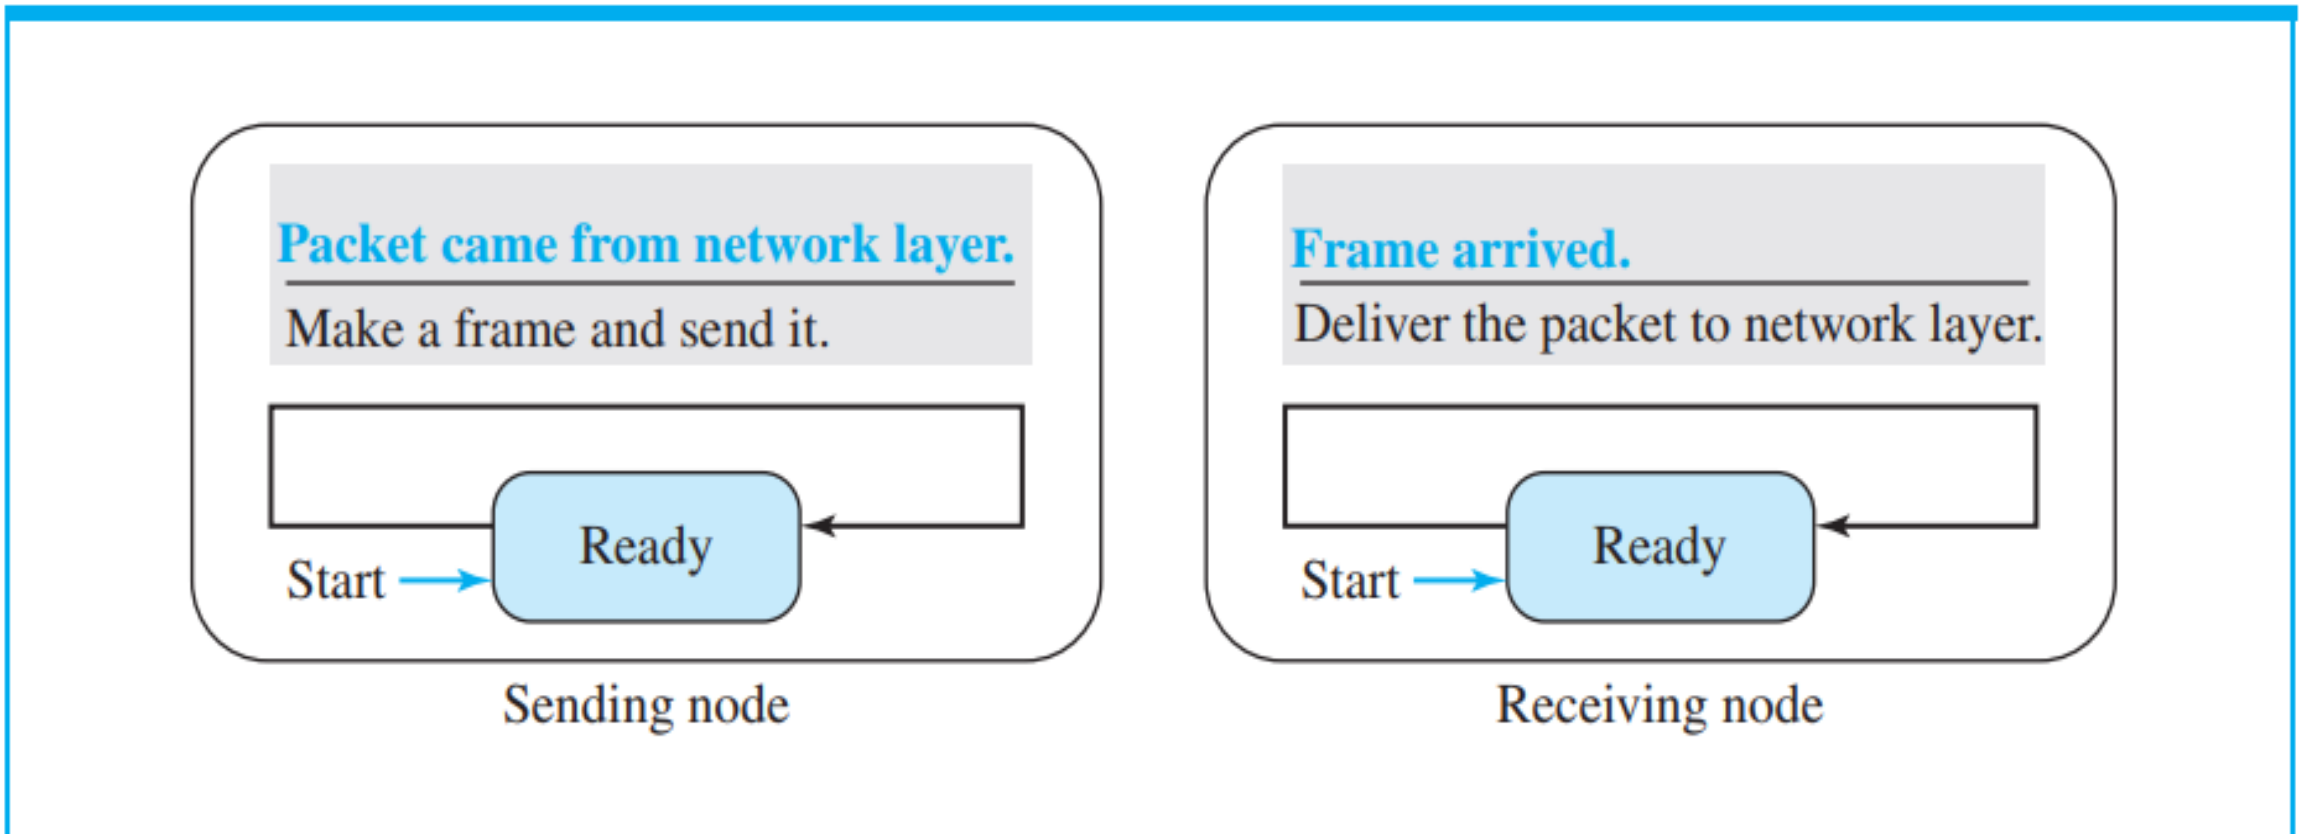 Packet came from network layer.
Make a frame and send it.
Ready
Start
Sending node
Frame arrived.
Deliver the packet to network layer.
Ready
Start
Receiving node